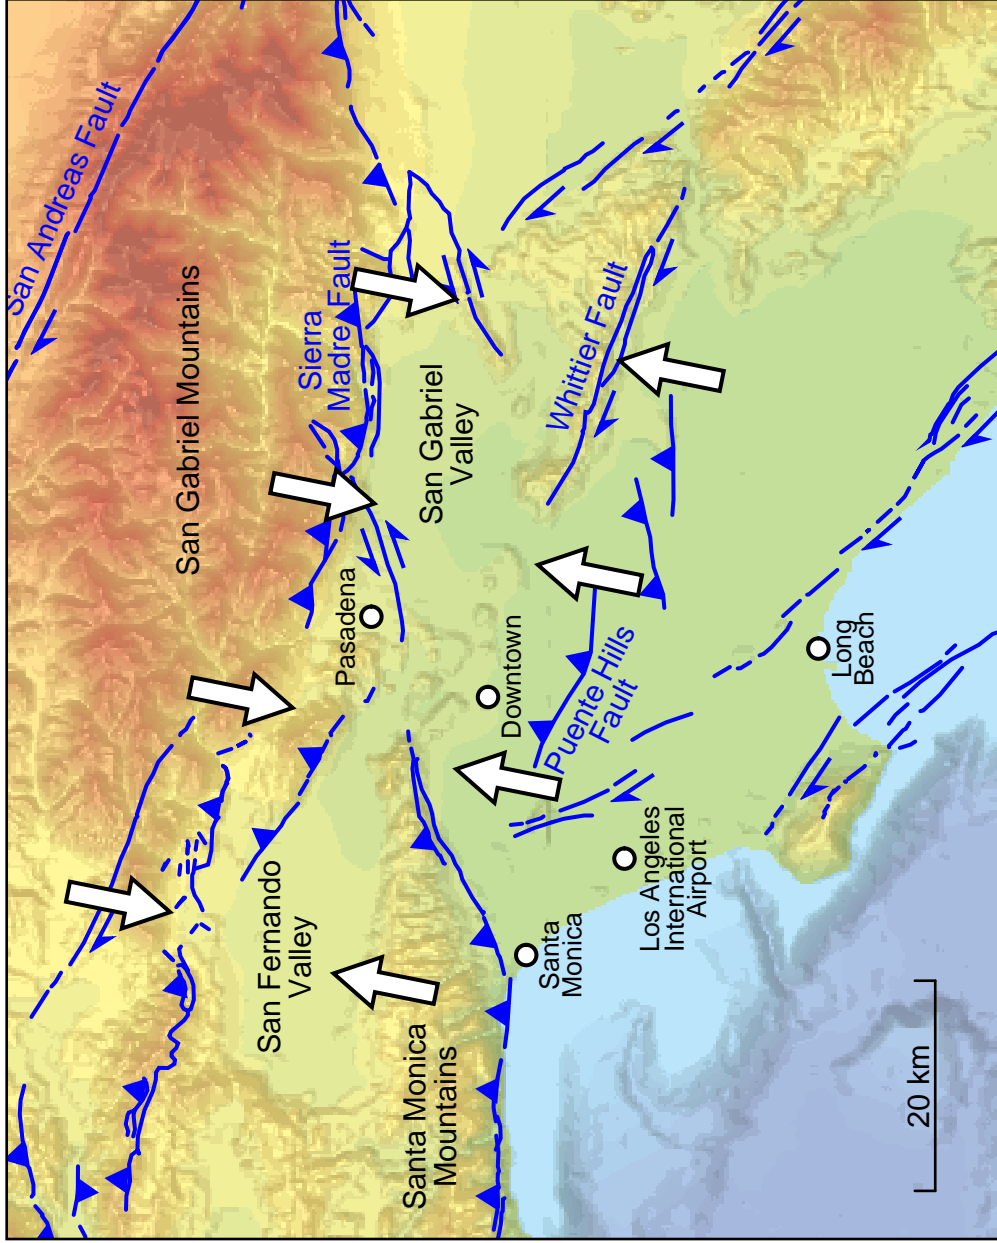 San Andreas Fault
San Gabriel Mountains
Sierra
Madre Fault
San Gabriel
Valley
Whittier Fault
Pasadena
Downtown
Puente Hills
Fault
Long
Beach
San Fernando
Valley
Los Angeles
International
Airport
Santa
Monica
Santa Monica
Mountains
20 km